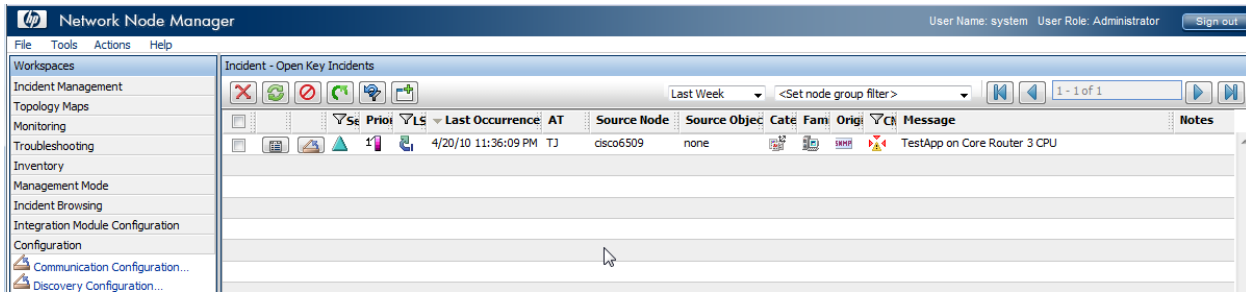 hp Network Node Manager User Name: system User Role: Administrator Sign out
File Tools Actions Help
Workspaces
Incident Management
Topology Maps
Monitoring
Troubleshooting
Inventory
Management Mode
Incident Browsing
Integration Module Configuration
Configuration
Communication Configuration...
Discovery Configuration...
Incident - Open Key Incidents
Last Week <Set node group filter> 1 - 1 of 1
Se Prio LS Last Occurrence AT Source Node Source Objec Cate Fam Origi CN Message Notes
4/20/10 11:36:09 PM TJ cisco6509 none SNMP TestApp on Core Router 3 CPU